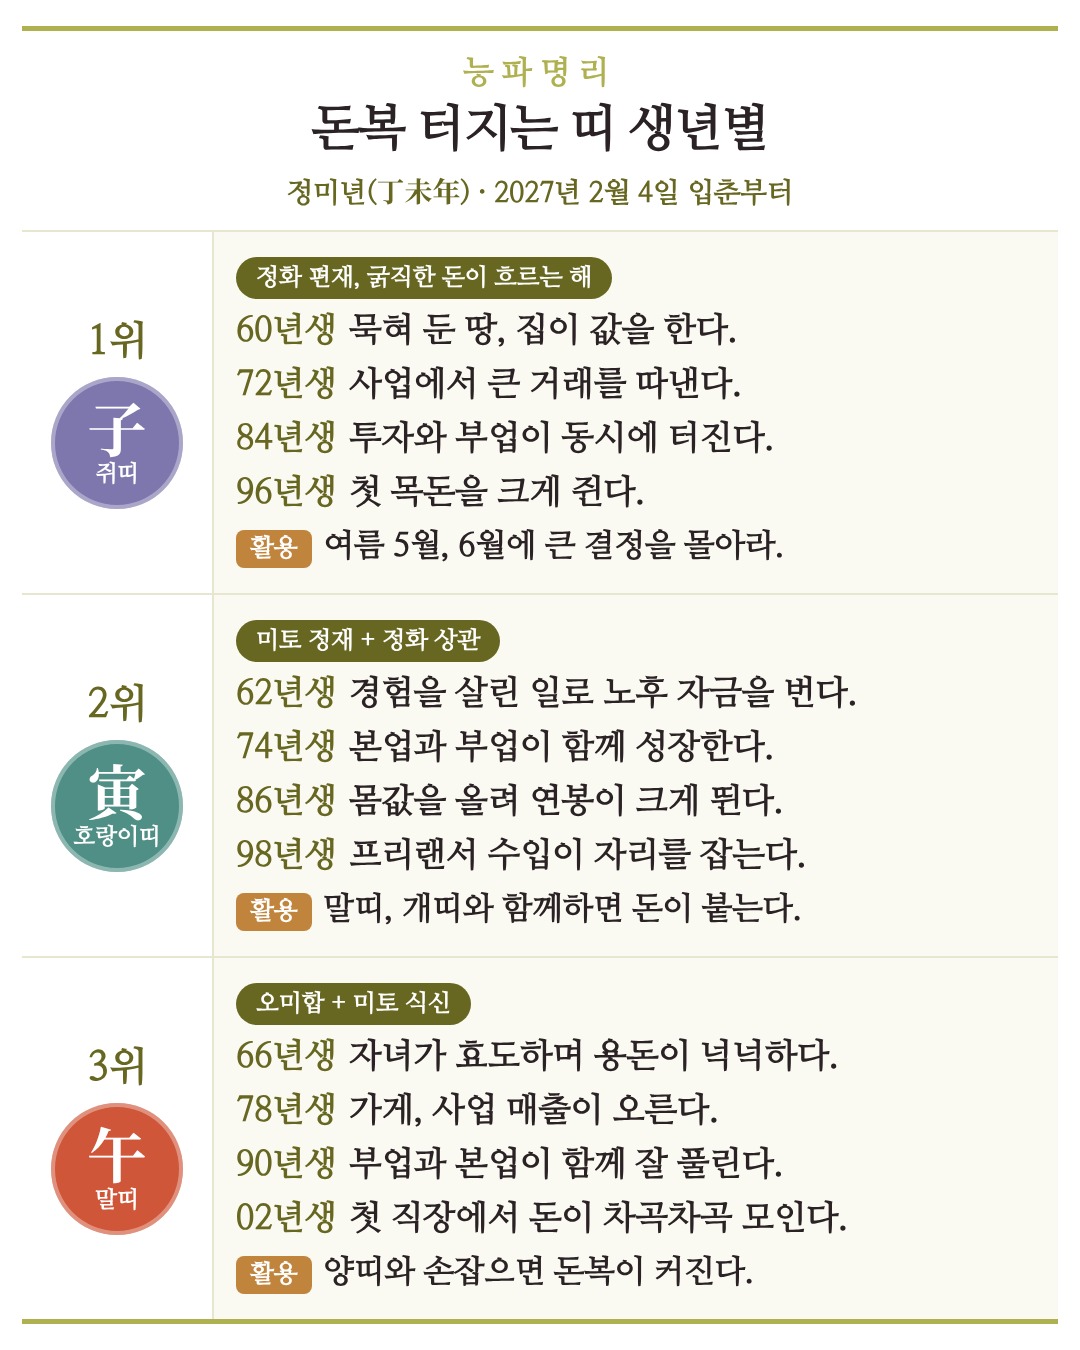 능파명리
돈복 터지는 띠 생년별
정미년(丁未年) · 2027년 2월 4일 입춘부터
1위
子
쥐띠
정화 편재, 굵직한 돈이 흐르는 해
60년생 묵혀 둔 땅, 집이 값을 한다.
72년생 사업에서 큰 거래를 따낸다.
84년생 투자와 부업이 동시에 터진다.
96년생 첫 목돈을 크게 쥔다.
활용 여름 5월, 6월에 큰 결정을 몰아라.
2위
寅
호랑이띠
미토 정재 + 정화 상관
62년생 경험을 살린 일로 노후 자금을 번다.
74년생 본업과 부업이 함께 성장한다.
86년생 몸값을 올려 연봉이 크게 뛴다.
98년생 프리랜서 수입이 자리를 잡는다.
활용 말띠, 개띠와 함께하면 돈이 붙는다.
3위
午
말띠
오미합 + 미토 식신
66년생 자녀가 효도하며 용돈이 넉넉하다.
78년생 가게, 사업 매출이 오른다.
90년생 부업과 본업이 함께 잘 풀린다.
02년생 첫 직장에서 돈이 차곡차곡 모인다.
활용 양띠와 손잡으면 돈복이 커진다.